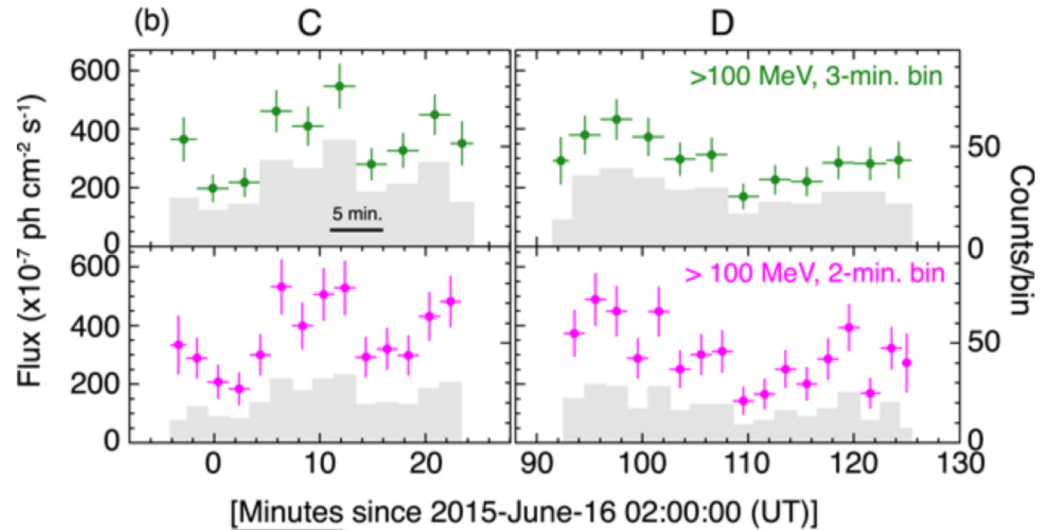 (b) C D
600 >100 MeV, 3-min. bin
400 50
200
5 min.
0 0
600 > 100 MeV, 2-min. bin
400 50
200
0 0
0 10 20 90 100 110 120 130
Flux (x10⁻⁷ ph cm⁻² s⁻¹)
Counts/bin
[Minutes since 2015-June-16 02:00:00 (UT)]